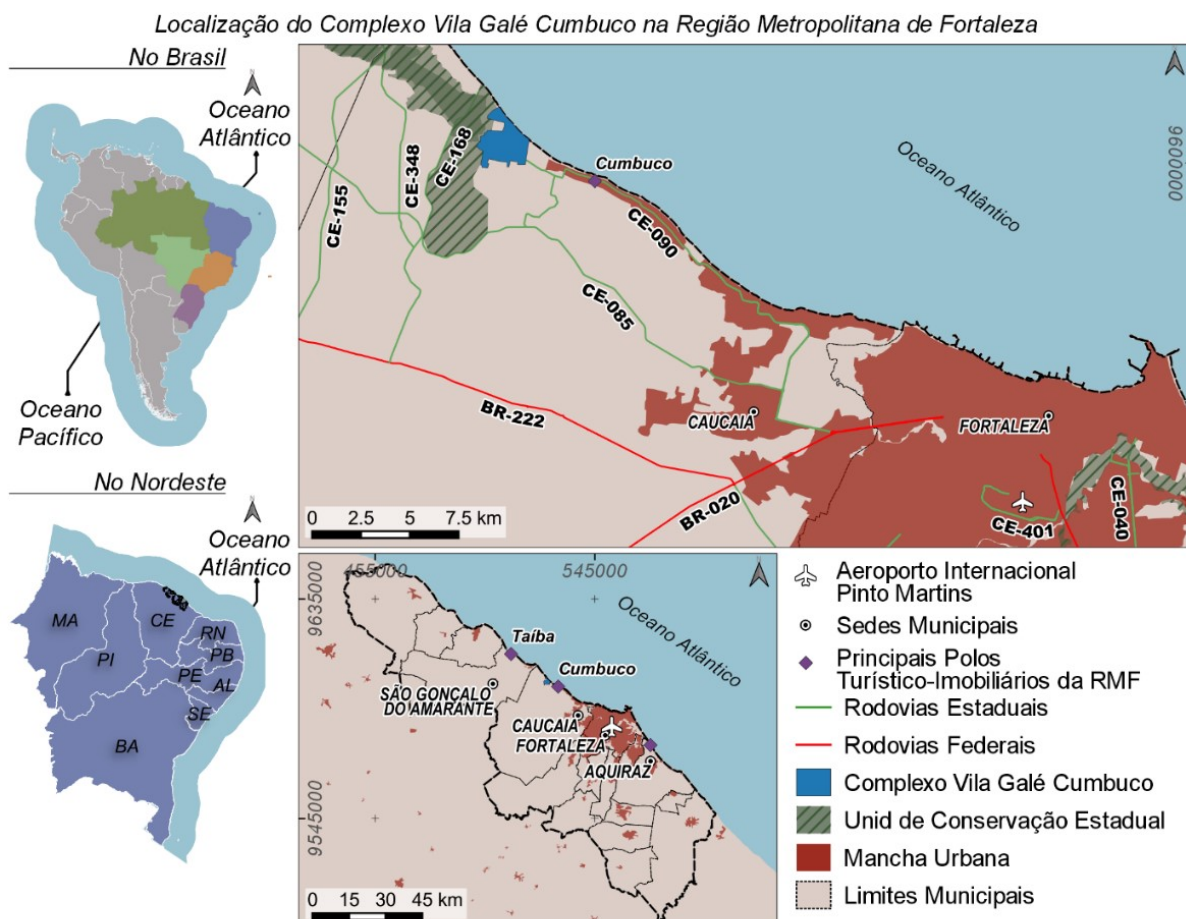 Localização do Complexo Vila Galé Cumbuco na Região Metropolitana de Fortaleza
No Brasil
N
Oceano
Atlântico
Oceano
Pacífico
No Nordeste
N
Oceano
Atlântico
MA
PI
CE
RN
PB
PE
AL
SE
BA
N
9600000
Oceano Atlântico
Cumbuco
CE-155
CE-348
CE-168
CE-090
CE-085
BR-222
CAUCAIA
FORTALEZA
BR-020
CE-401
CE-040
0 2.5 5 7.5 km
455000
545000
9635000
9545000
N
Oceano Atlântico
Taíba
Cumbuco
SÃO GONÇALO
DO AMARANTE
CAUCAIA
FORTALEZA
AQUIRAZ
0 15 30 45 km
Aeroporto Internacional
Pinto Martins
Sedes Municipais
Principais Polos
Turístico-Imobiliários da RMF
Rodovias Estaduais
Rodovias Federais
Complexo Vila Galé Cumbuco
Unid de Conservação Estadual
Mancha Urbana
Limites Municipais